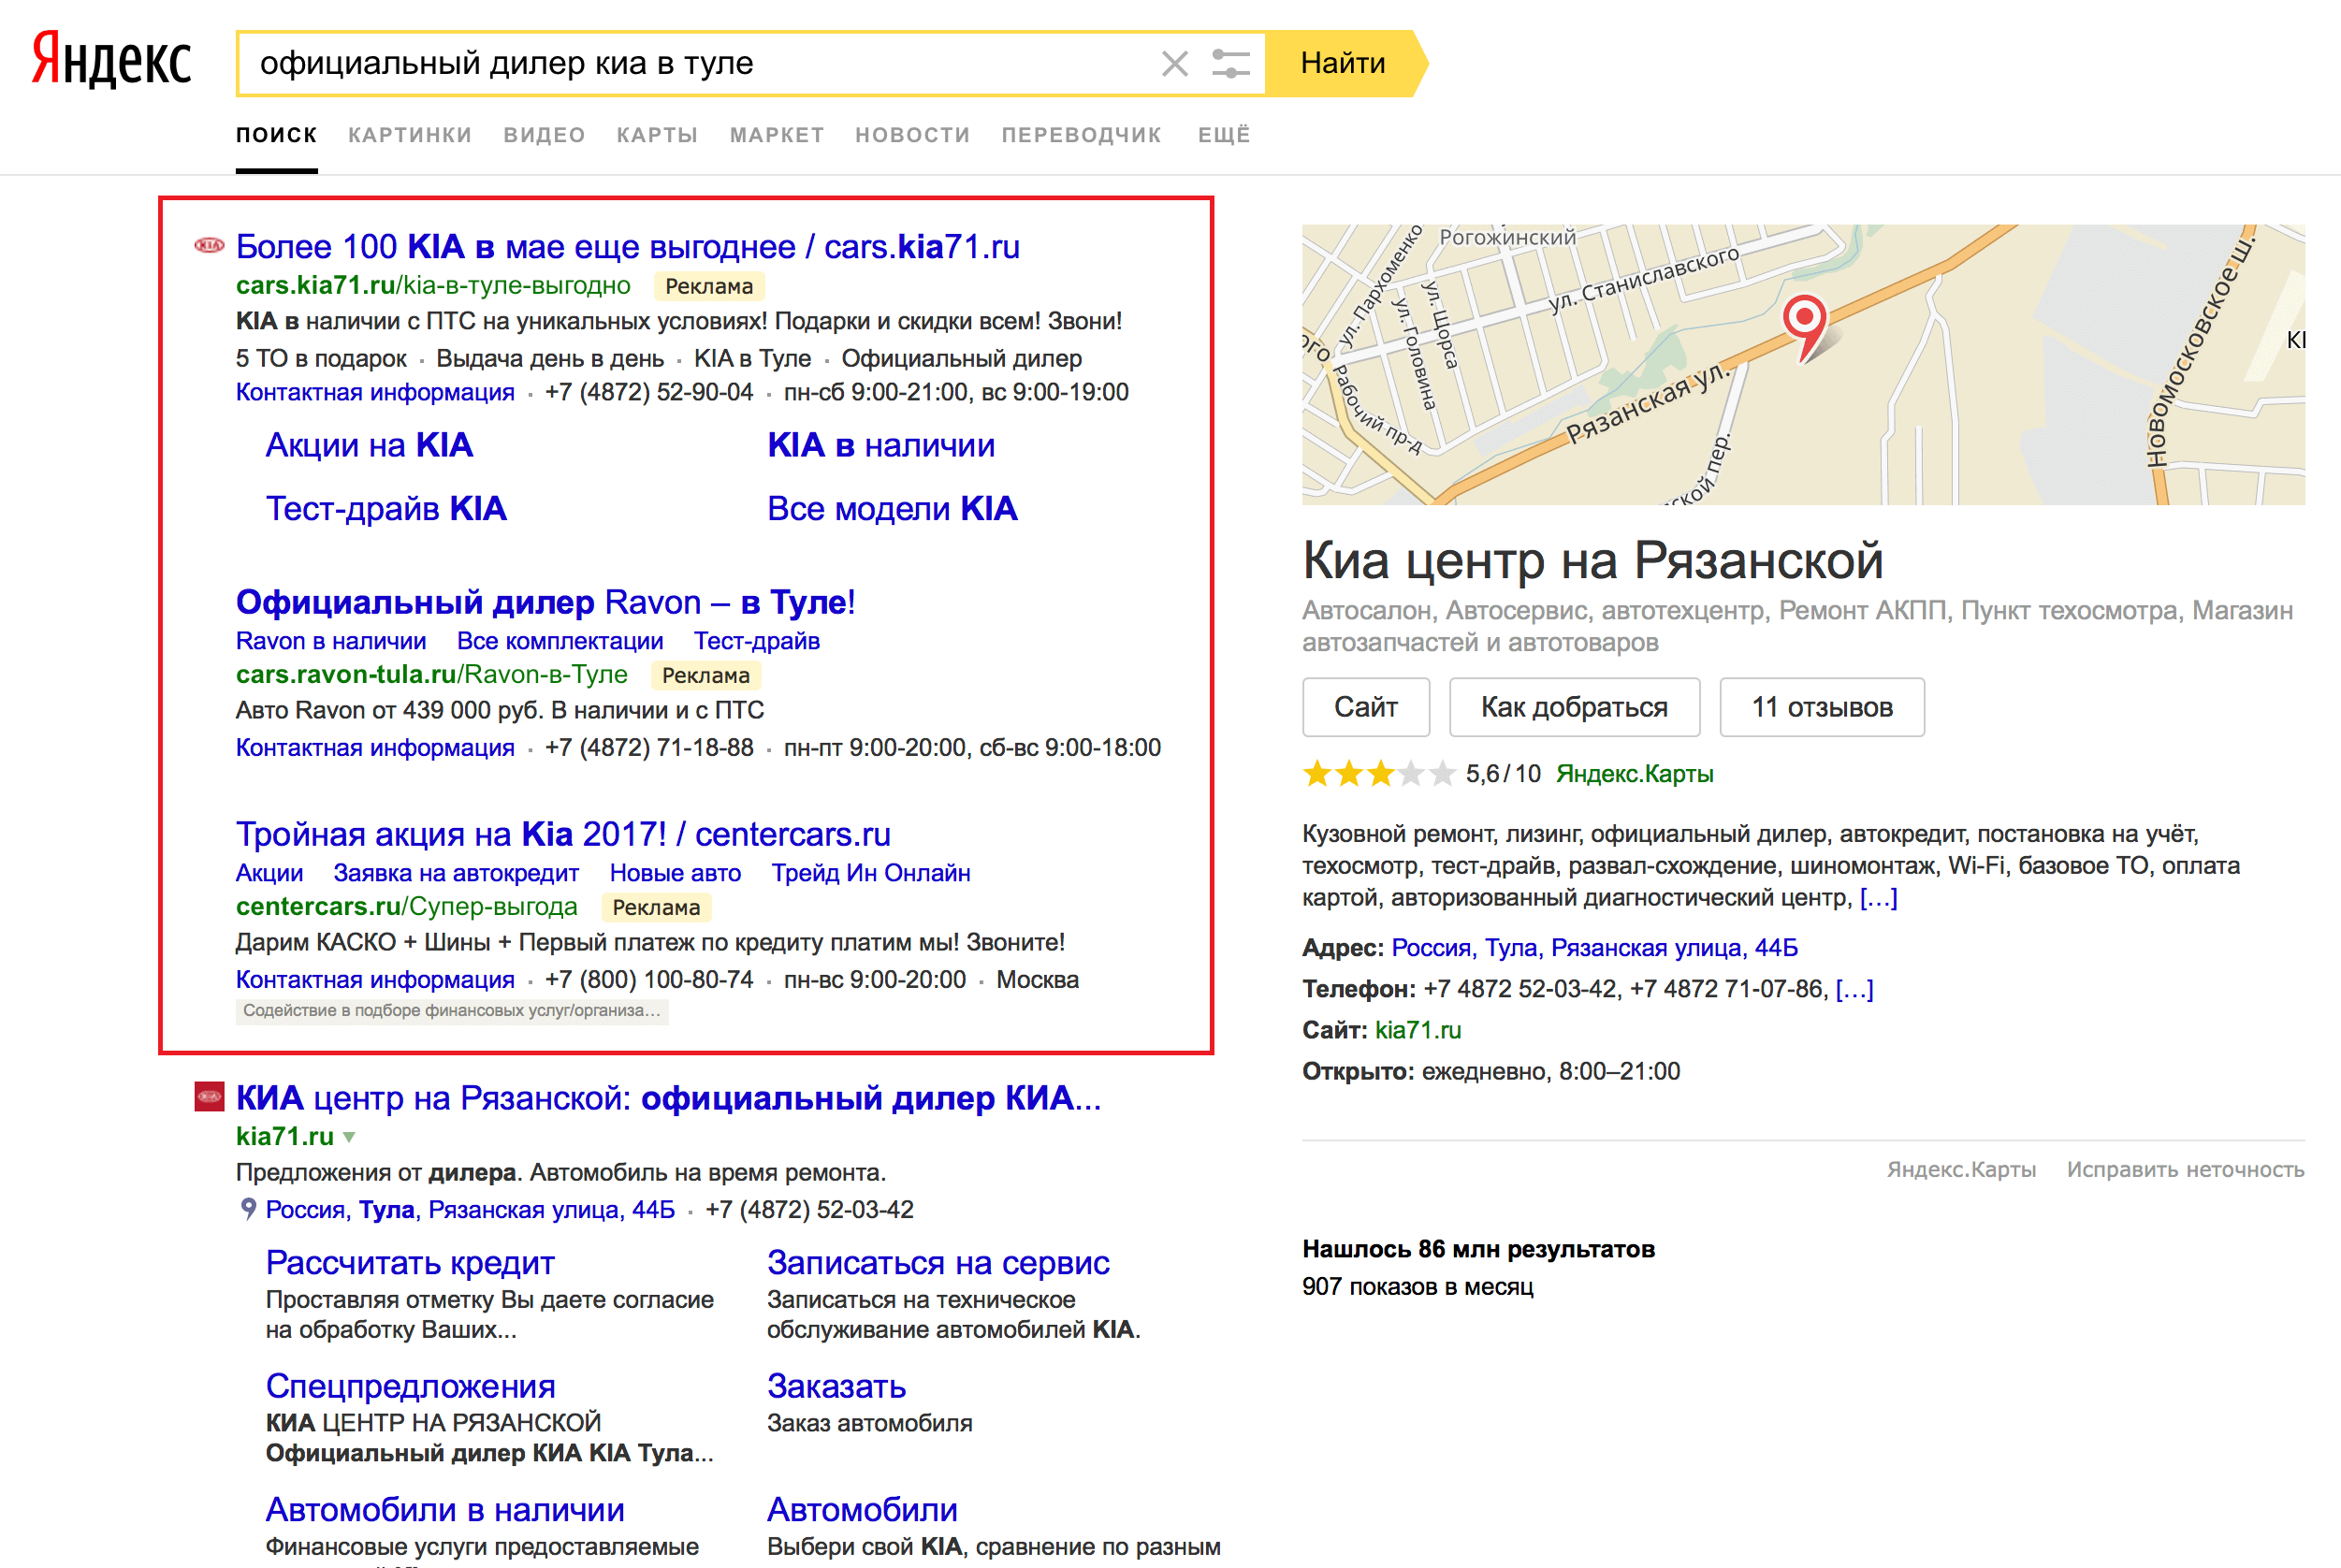 Яндекс
официальный дилер киа в туле
Найти
ПОИСК КАРТИНКИ ВИДЕО КАРТЫ МАРКЕТ НОВОСТИ ПЕРЕВОДЧИК ЕЩЁ
KIA
Более 100 KIA в мае еще выгоднее / cars.kia71.ru
cars.kia71.ru/kia-в-туле-выгодно Реклама
KIA в наличии с ПТС на уникальных условиях! Подарки и скидки всем! Звони!
5 ТО в подарок · Выдача день в день · KIA в Туле · Официальный дилер
Контактная информация · +7 (4872) 52-90-04 · пн-сб 9:00-21:00, вс 9:00-19:00
Акции на KIA
KIA в наличии
Тест-драйв KIA
Все модели KIA
Официальный дилер Ravon – в Туле!
Ravon в наличии Все комплектации Тест-драйв
cars.ravon-tula.ru/Ravon-в-Туле Реклама
Авто Ravon от 439 000 руб. В наличии и с ПТС
Контактная информация · +7 (4872) 71-18-88 · пн-пт 9:00-20:00, сб-вс 9:00-18:00
Тройная акция на Kia 2017! / centercars.ru
Акции Заявка на автокредит Новые авто Трейд Ин Онлайн
centercars.ru/Супер-выгода Реклама
Дарим КАСКО + Шины + Первый платеж по кредиту платим мы! Звоните!
Контактная информация · +7 (800) 100-80-74 · пн-вс 9:00-20:00 · Москва
Содействие в подборе финансовых услуг/организа...
КИА центр на Рязанской: официальный дилер КИА...
kia71.ru
Предложения от дилера. Автомобиль на время ремонта.
Россия, Тула, Рязанская улица, 44Б · +7 (4872) 52-03-42
Рассчитать кредит
Проставляя отметку Вы даете согласие
на обработку Ваших...
Записаться на сервис
Записаться на техническое
обслуживание автомобилей KIA.
Спецпредложения
КИА ЦЕНТР НА РЯЗАНСКОЙ
Официальный дилер КИА KIA Тула...
Заказать
Заказ автомобиля
Автомобили в наличии
Финансовые услуги предоставляемые
Автомобили
Выбери свой KIA, сравнение по разным
Рогожинский
ул. Пархоменко
ул. Станиславского
ул. Щорса
ул. Головина
ого
Рабочий пр-д
Рязанская ул.
ской пер.
Новомосковское ш.
КІ
Киа центр на Рязанской
Автосалон, Автосервис, автотехцентр, Ремонт АКПП, Пункт техосмотра, Магазин
автозапчастей и автотоваров
Сайт
Как добраться
11 отзывов
5,6/10 Яндекс.Карты
Кузовной ремонт, лизинг, официальный дилер, автокредит, постановка на учёт,
техосмотр, тест-драйв, развал-схождение, шиномонтаж, Wi-Fi, базовое ТО, оплата
картой, авторизованный диагностический центр, [...]
Адрес: Россия, Тула, Рязанская улица, 44Б
Телефон: +7 4872 52-03-42, +7 4872 71-07-86, [...]
Сайт: kia71.ru
Открыто: ежедневно, 8:00–21:00
Яндекс.Карты Исправить неточность
Нашлось 86 млн результатов
907 показов в месяц